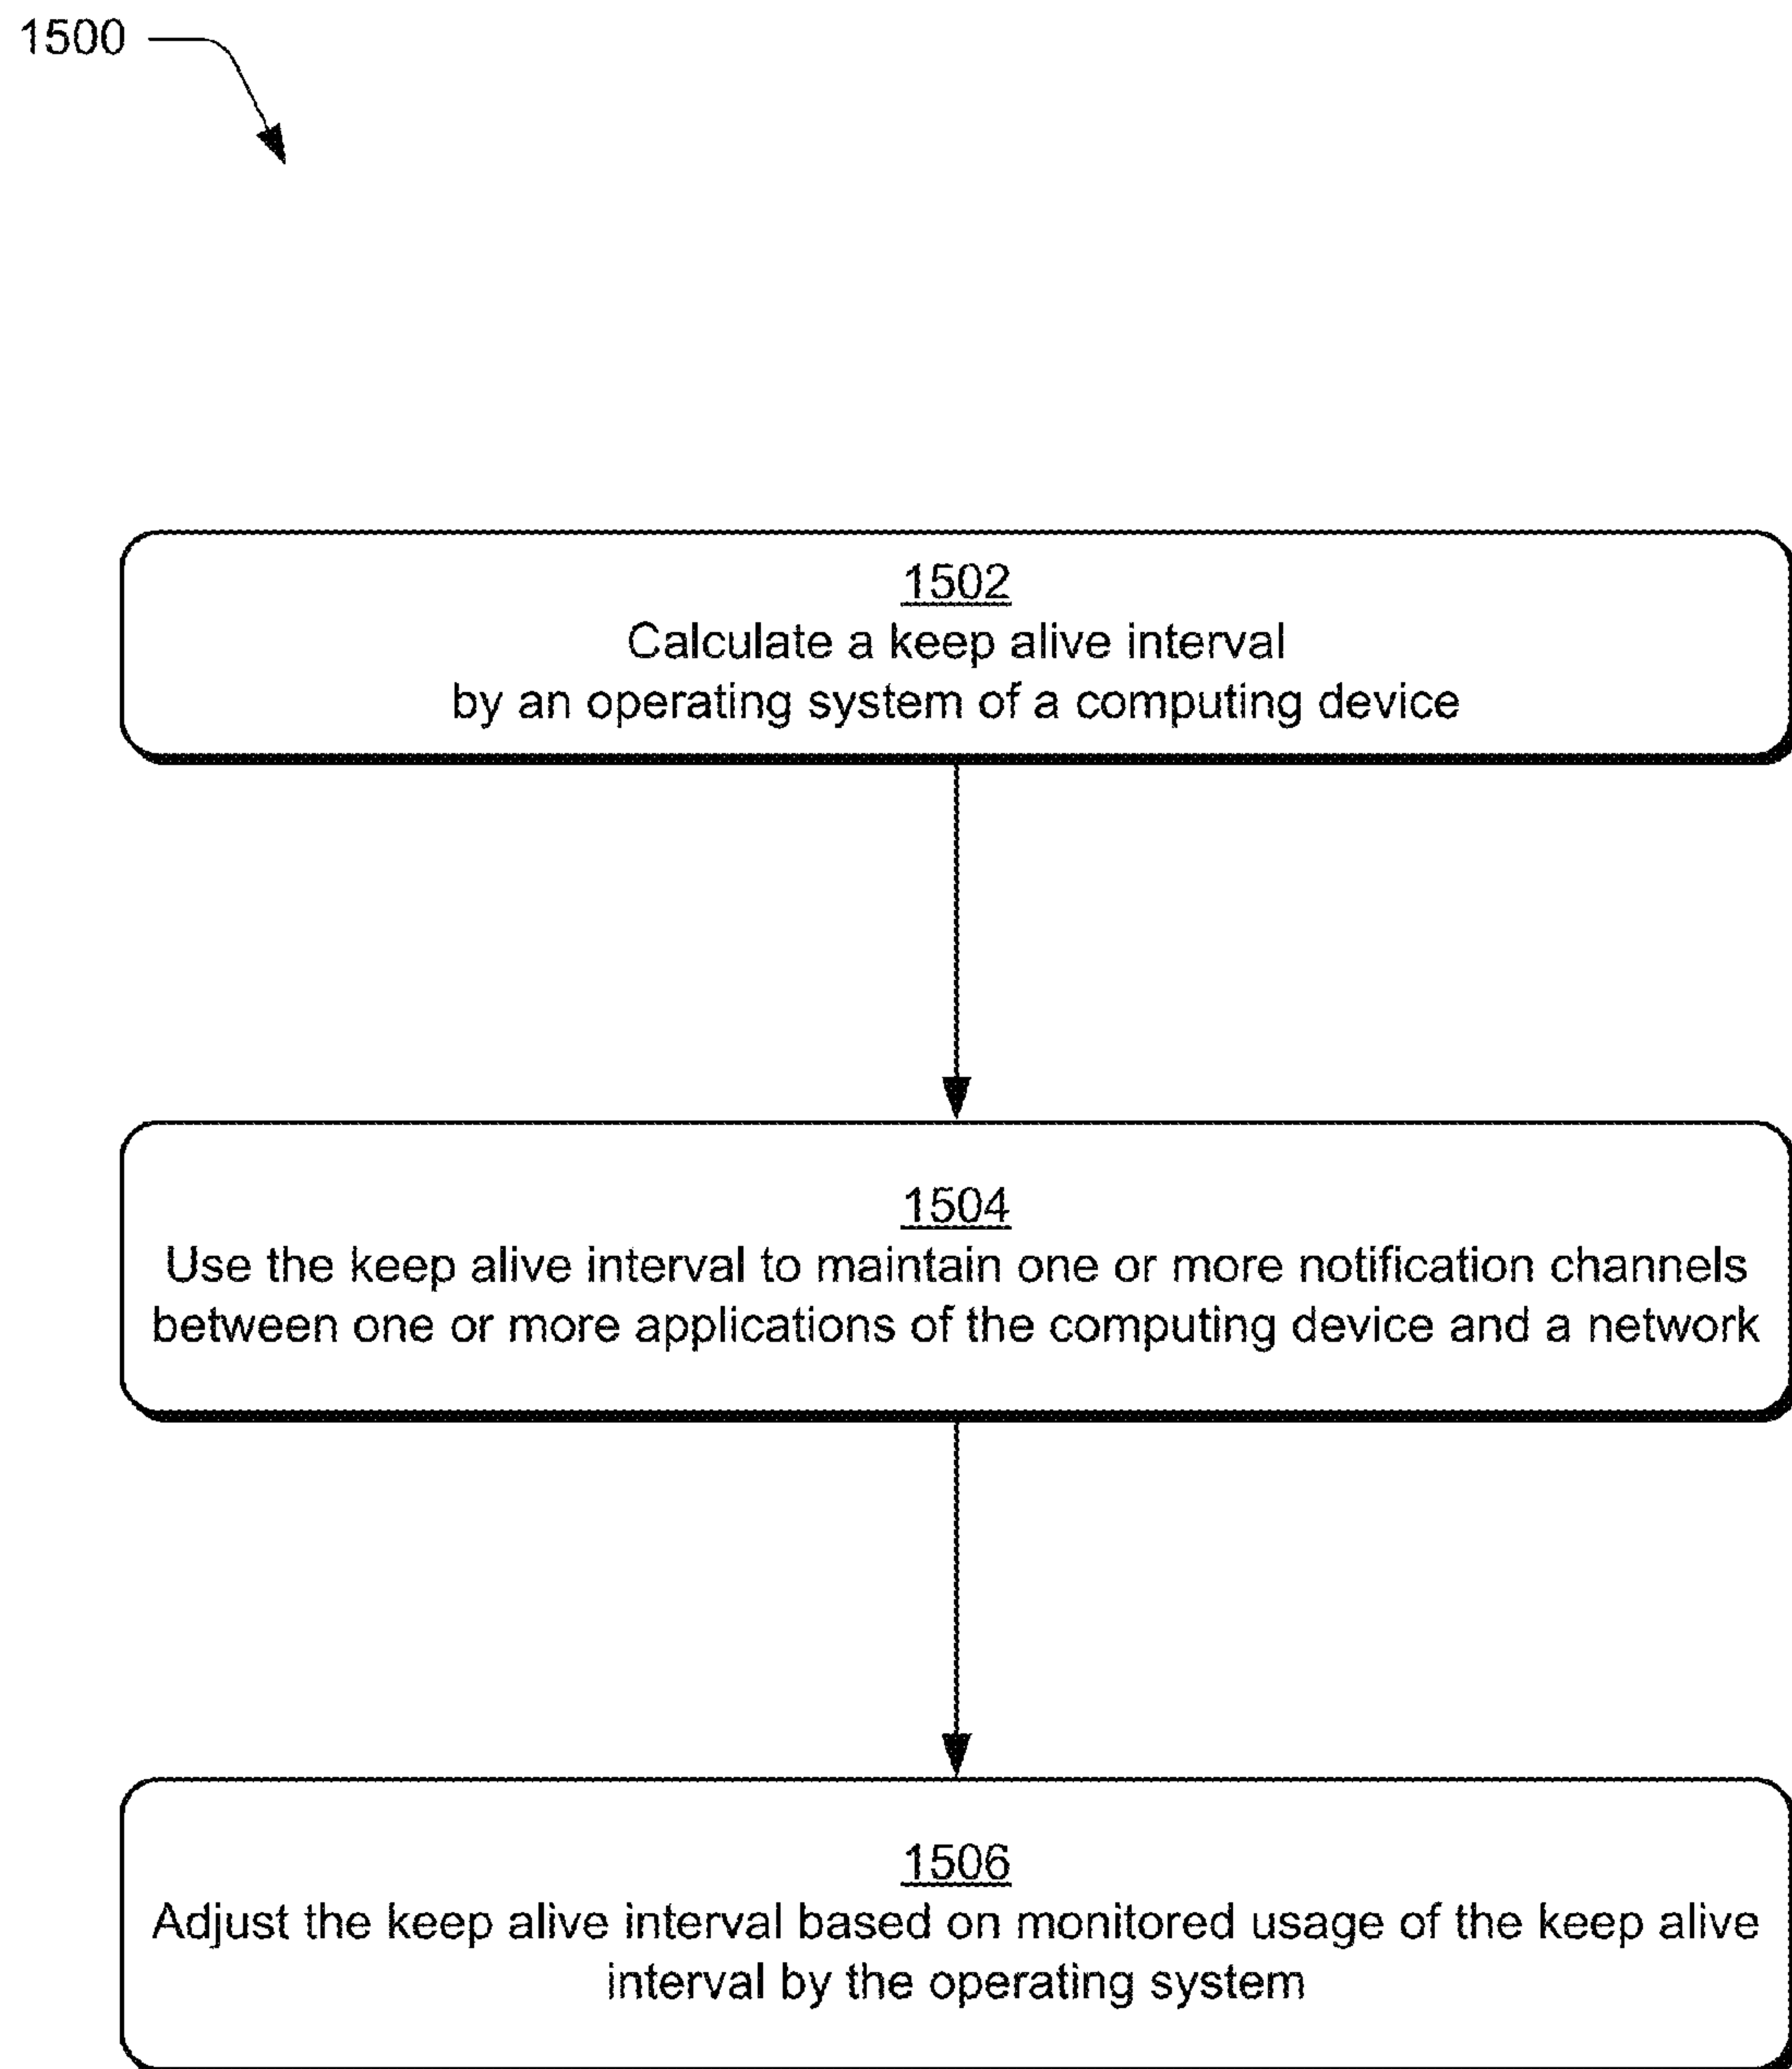 1500
1502
Calculate a keep alive interval
by an operating system of a computing device
1504
Use the keep alive interval to maintain one or more notification channels
between one or more applications of the computing device and a network
1506
Adjust the keep alive interval based on monitored usage of the keep alive
interval by the operating system